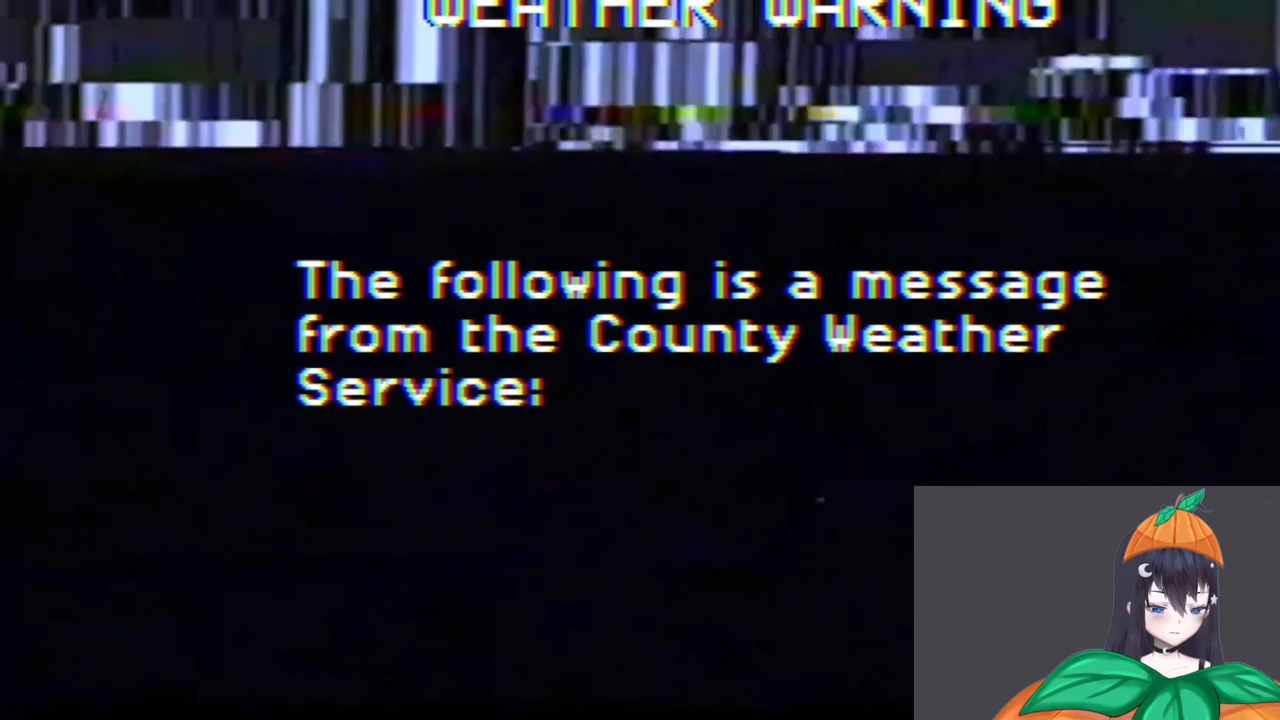 WEATHER WARNING
The following is a message
from the County Weather
Service: